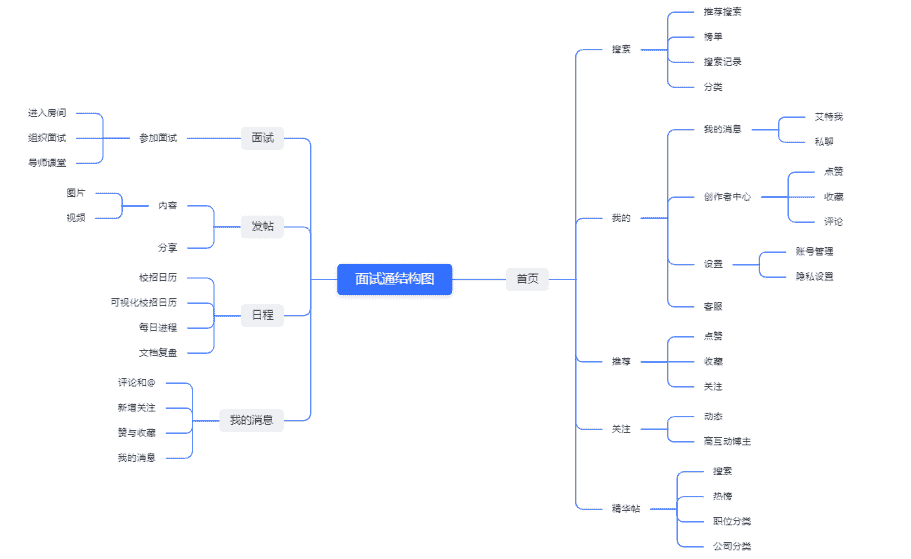 面试通结构图
面试
参加面试
进入房间
组织面试
导师课堂
发帖
内容
图片
视频
分享
日程
校招日历
可视化校招日历
每日进程
文档复盘
我的消息
评论和@
新增关注
赞与收藏
我的消息
首页
搜索
推荐搜索
榜单
搜索记录
分类
我的
我的消息
艾特我
私聊
创作者中心
点赞
收藏
评论
设置
账号管理
隐私设置
客服
推荐
点赞
收藏
关注
关注
动态
高互动博主
精华帖
搜索
热榜
职位分类
公司分类